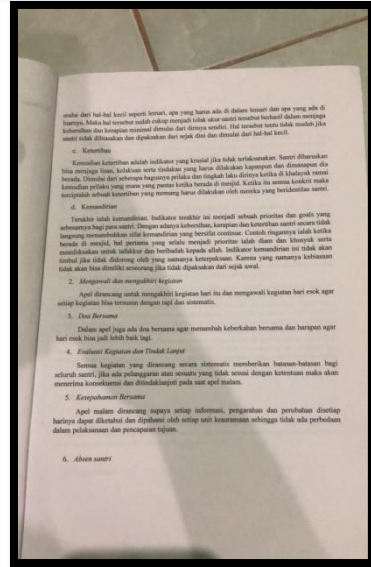 mulai dari hal-hal kecil seperti lemari, apa yang harus ada di dalam lemari dan apa yang ada di
luarnya. Maka hal tersebut sudah cukup menjadi tolak ukur santri tersebut berhasil dalam menjaga
kebersihan dan kerapian minimal dimulai dari dirinya sendiri. Hal tersebut tentu tidak mudah jika
santri tidak dibiasakan dan dipaksakan dari sejak dini dan dimulai dari hal-hal kecil.
c. Ketertiban
Kemudian ketertiban adalah indikator yang krusial jika tidak terlaksanakan. Santri diharuskan
bisa menjaga lisan, kelakuan serta tindakan yang harus dilakukan kapanpun dan dimanapun dia
berada. Dimulai dari seberapa bagusnya prilaku dan tingkah laku dirinya ketika di khalayak ramai
kemudian prilaku yang mana yang pantas ketika berada di mesjid. Ketika itu semua konkrit maka
terciptalah sebuah ketertiban yang memang harus dilakukan oleh mereka yang beridentitas santri.
d. Kemandirian
Terakhir ialah kemandirian. Indikator terakhir ini menjadi sebuah prioritas dan goals yang
sebenarnya bagi para santri. Dengan adanya kebersihan, kerapian dan ketertiban santri secara tidak
langsung menumbuhkan sifat kemandirian yang bersifat continue. Contoh ringannya ialah ketika
berada di mesjid, hal pertama yang selalu menjadi prioritas ialah diam dan khusyuk serta
mendisiksakan untuk tafakkur dan beribadah kepada allah. Indikator kemandirian ini tidak akan
timbul jika tidak didorong oleh yang namanya keterpaksaan. Karena yang namanya kebiasaan
tidak akan bisa dimiliki seseorang jika tidak dipaksakan dari sejak awal.
2. Mengawali dan mengakhiri kegiatan
Apel dirancang untuk mengakhiri kegiatan hari itu dan mengawali kegiatan hari esok agar
setiap kegiatan bisa tersusun dengan rapi dan sistematis.
3. Doa Bersama
Dalam apel juga ada doa bersama agar menambah keberkahan bersama dan harapan agar
hari esok bisa jadi lebih baik lagi.
4. Evaluasi Kegiatan dan Tindak Lanjut
Semua kegiatan yang dirancang secara sistematis memberikan batasan-batasan bagi
seluruh santri, jika ada pelanggaran atau sesuatu yang tidak sesuai dengan ketentuan maka akan
menerima konsekuensi dan ditindaklanjuti pada saat apel malam.
5. Kesepahaman Bersama
Apel malam dirancang supaya setiap informasi, pengarahan dan perubahan disetiap
harinya dapat diketahui dan dipahami oleh setiap unit keasramaan sehingga tidak ada perbedaan
dalam pelaksanaan dan pencapaian tujuan.
6. Absen santri